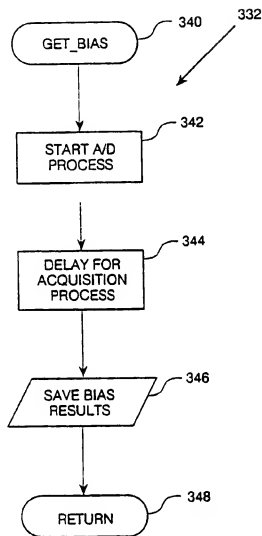 GET_BIAS
340
332
START A/D
PROCESS
342
DELAY FOR
ACQUISITION
PROCESS
344
SAVE BIAS
RESULTS
346
RETURN
348